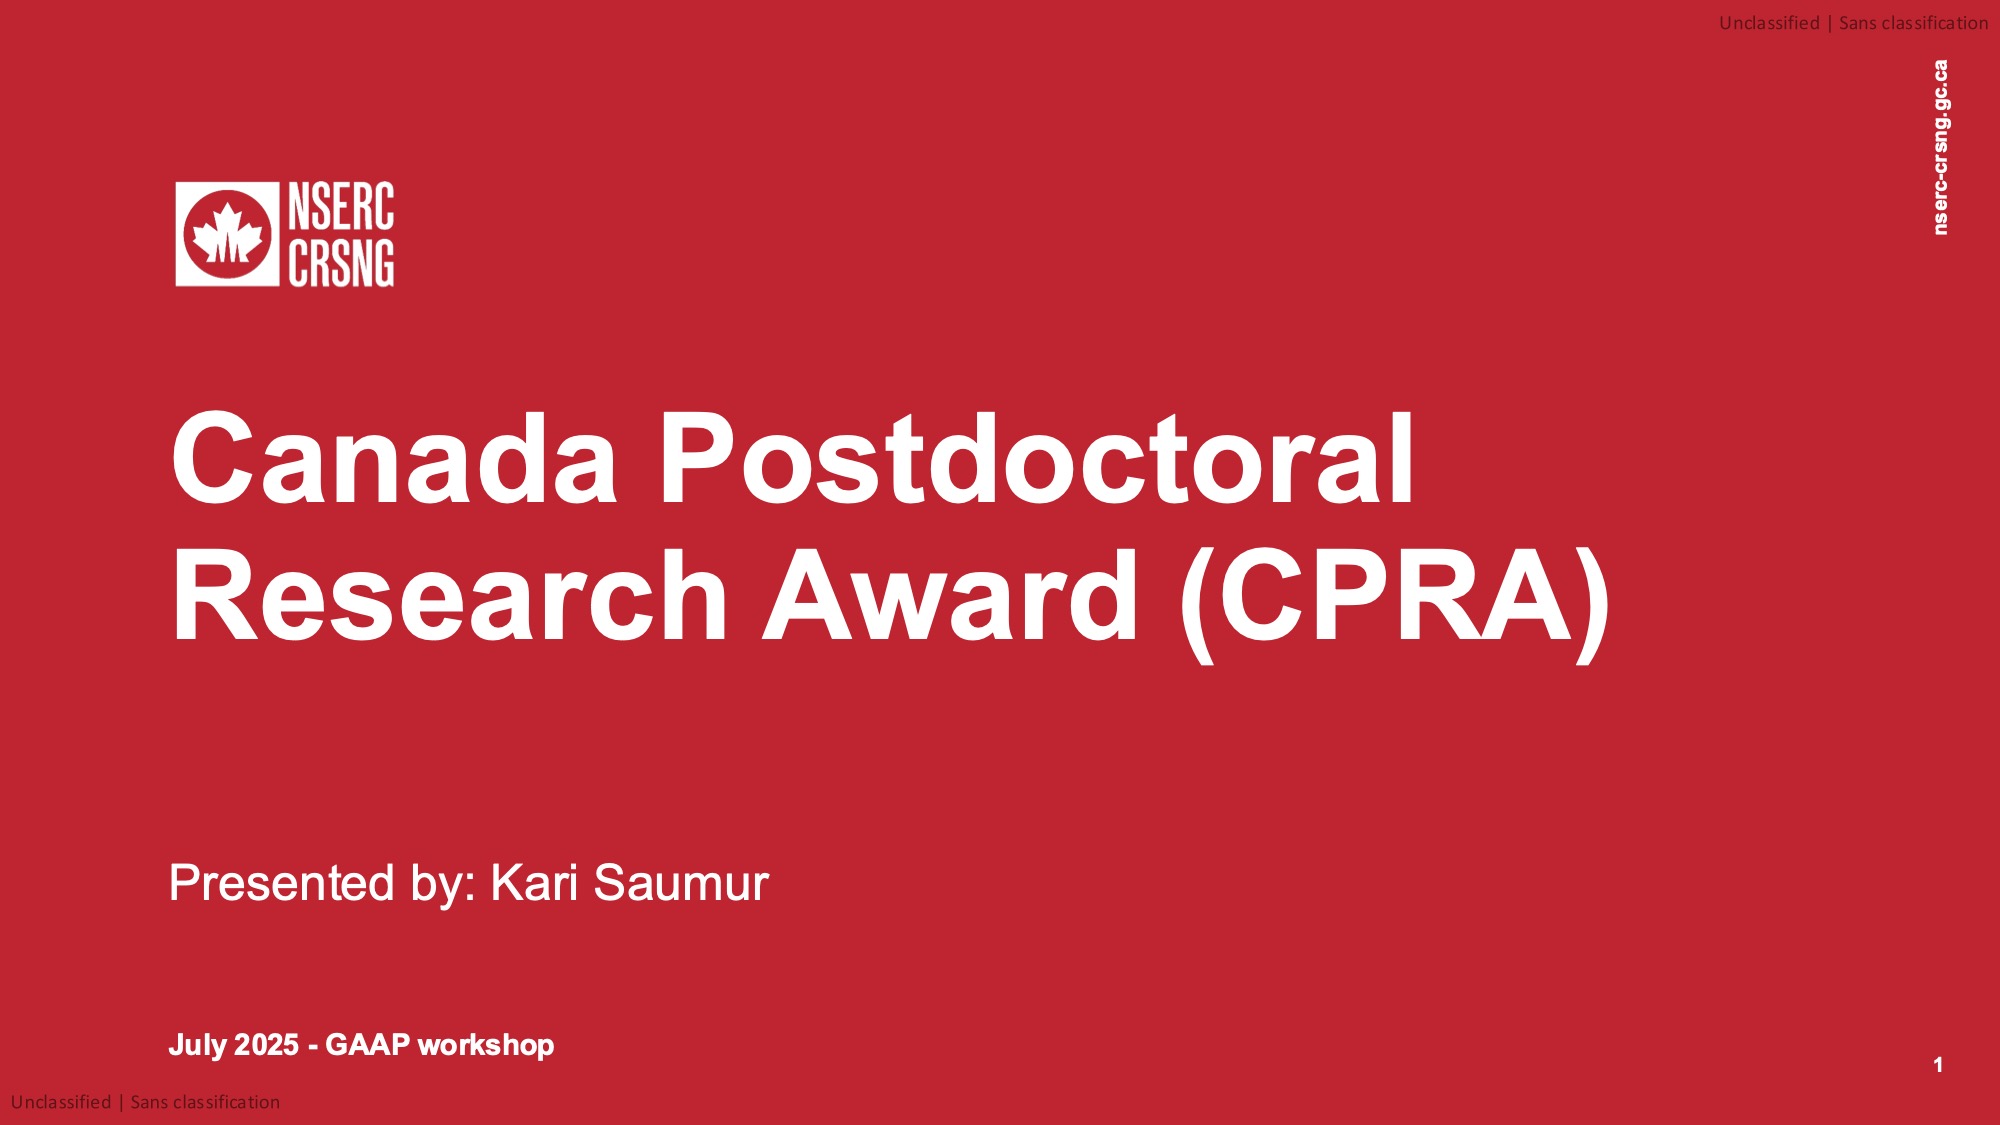 Unclassified | Sans classification
nserc-crsng.gc.ca
NSERC
CRSNG
Canada Postdoctoral
Research Award (CPRA)
Presented by: Kari Saumur
July 2025 - GAAP workshop
1
Unclassified | Sans classification